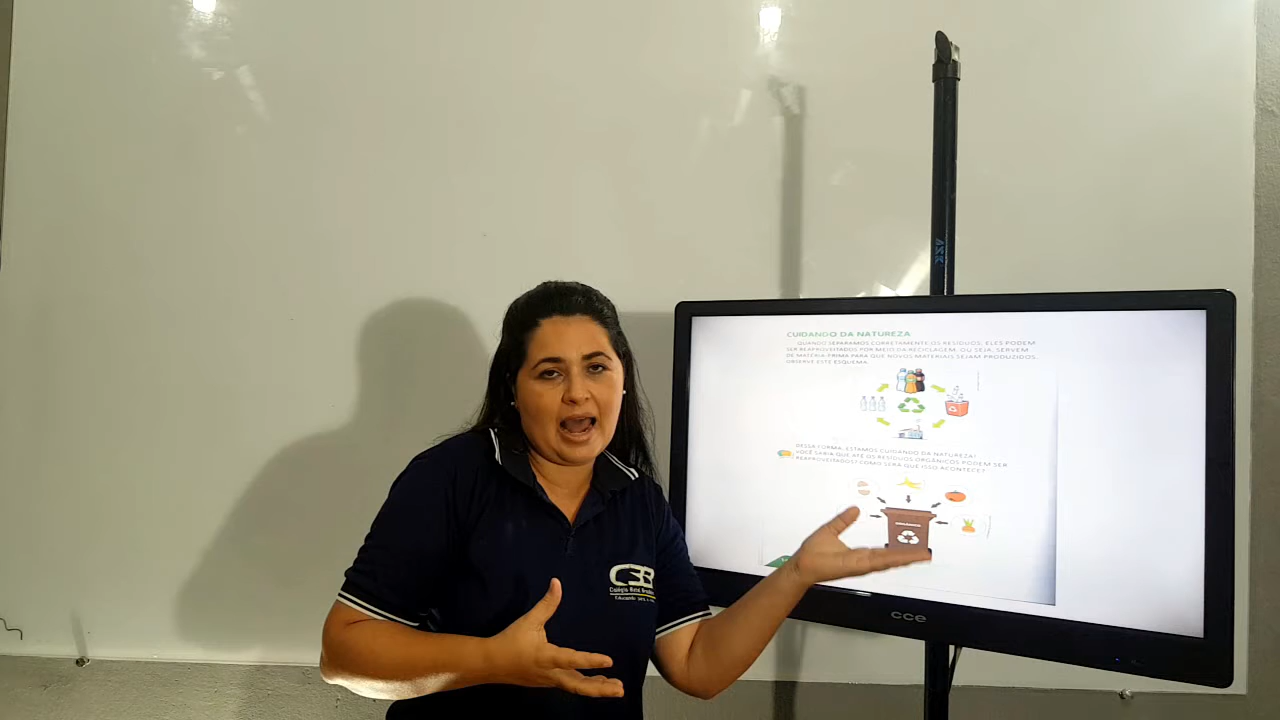 CUIDANDO DA NATUREZA
QUANDO SEPARAMOS CORRETAMENTE OS RESÍDUOS, ELES PODEM
SER REAPROVEITADOS POR MEIO DA RECICLAGEM, OU SEJA, SERVEM
DE MATÉRIA-PRIMA PARA QUE NOVOS MATERIAIS SEJAM PRODUZIDOS.
OBSERVE ESTE ESQUEMA.
DESSA FORMA, ESTAMOS CUIDANDO DA NATUREZA!
VOCÊ SABIA QUE ATÉ OS RESÍDUOS ORGÂNICOS PODEM SER
REAPROVEITADOS? COMO SERÁ QUE ISSO ACONTECE?
CCE
Colégio